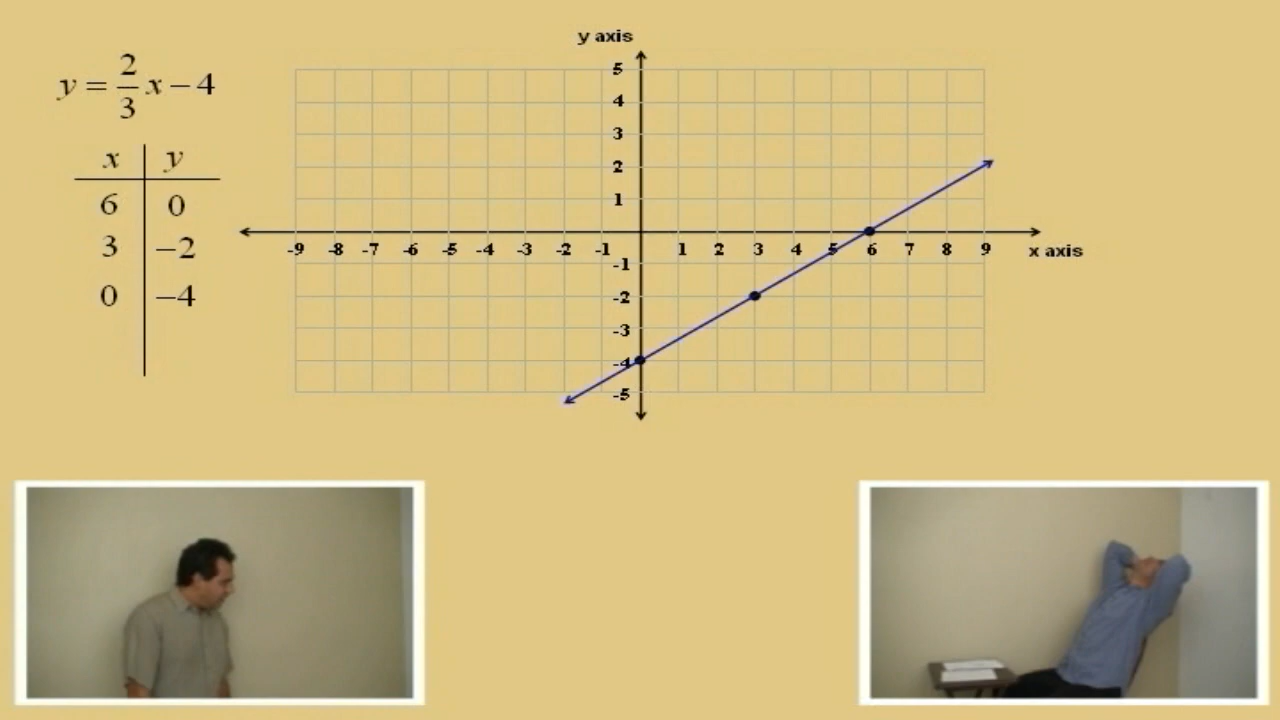 y = 2/3 x − 4
x y
6 0
3 −2
0 −4
y axis
5
4
3
2
1
-9 -8 -7 -6 -5 -4 -3 -2 -1 1 2 3 4 5 6 7 8 9
x axis
-1
-2
-3
-4
-5